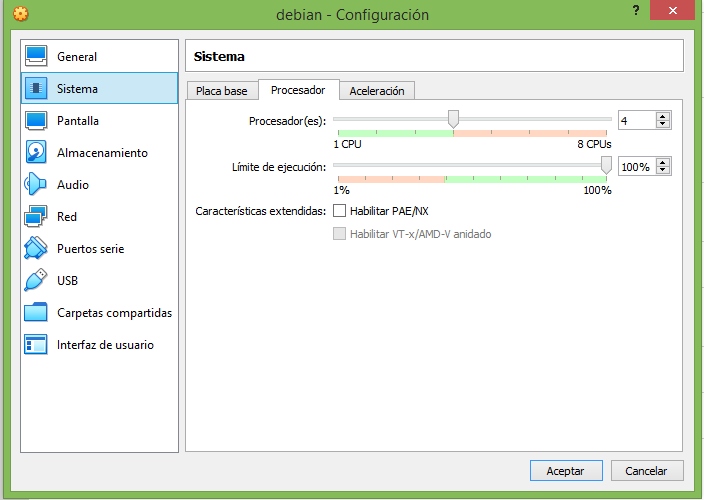 debian - Configuración
?
x
General
Sistema
Pantalla
Almacenamiento
Audio
Red
Puertos serie
USB
Carpetas compartidas
Interfaz de usuario
Sistema
Placa base
Procesador
Aceleración
Procesador(es):
4
1 CPU
8 CPUs
Límite de ejecución:
100%
1%
100%
Características extendidas:
Habilitar PAE/NX
Habilitar VT-x/AMD-V anidado
Aceptar
Cancelar